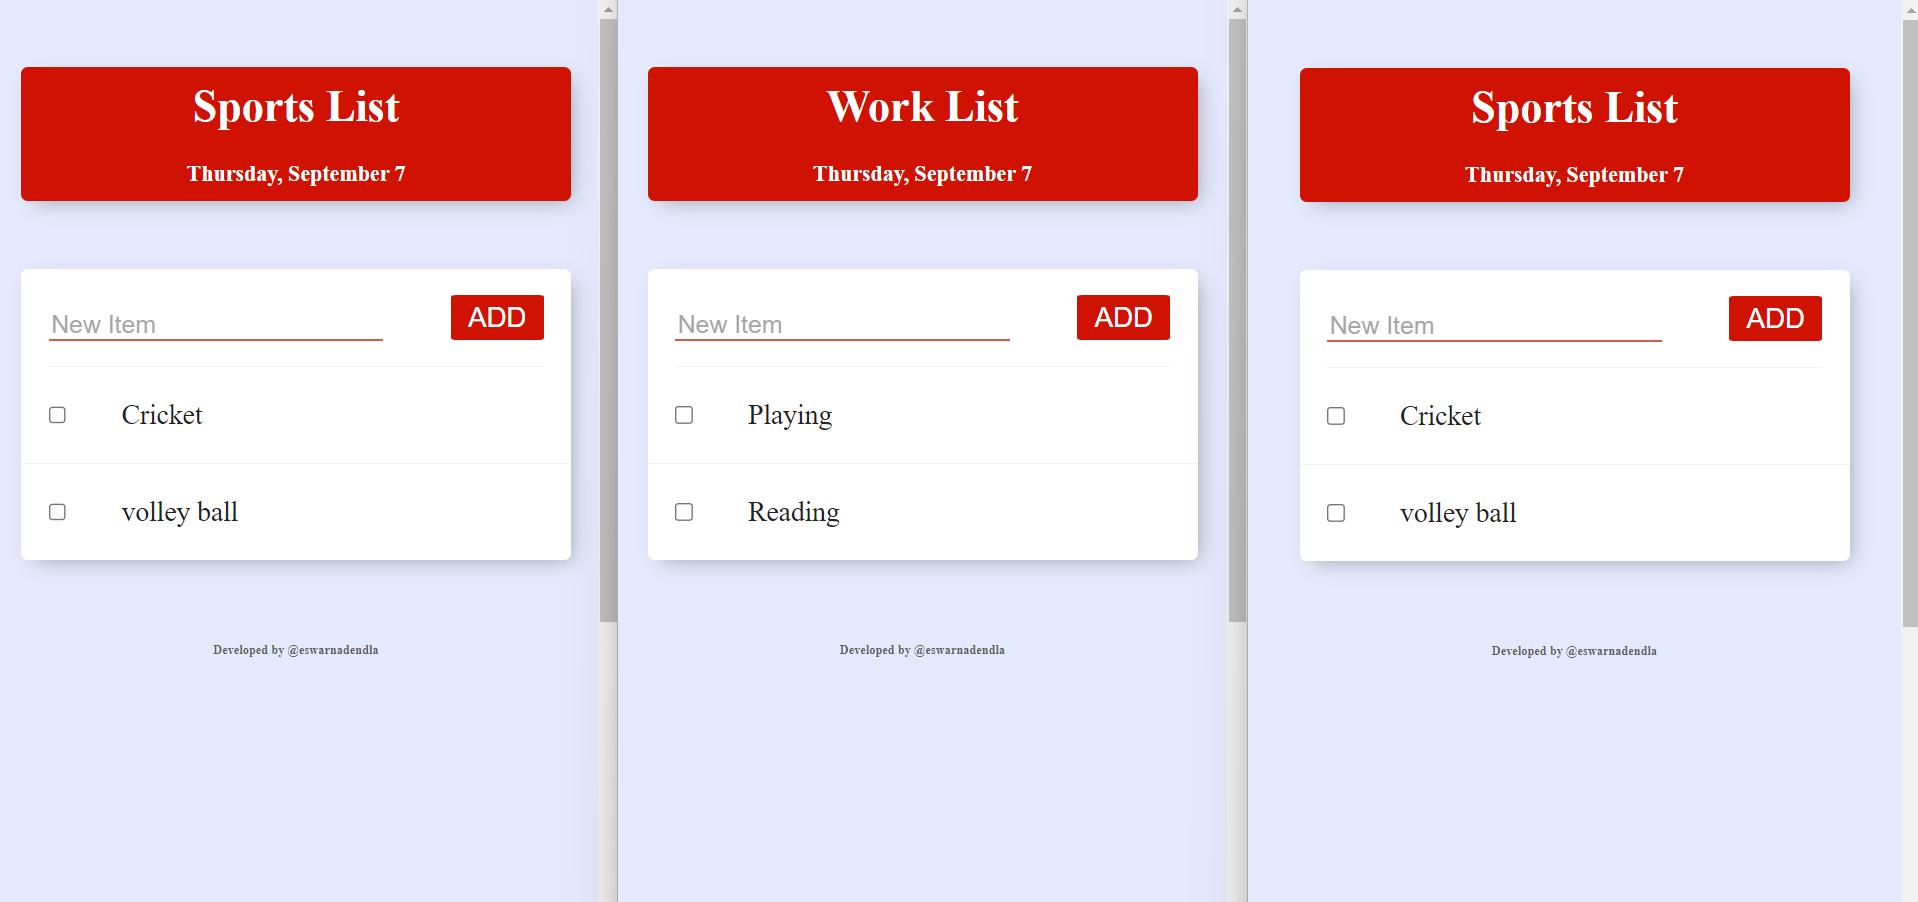 Sports List
Thursday, September 7
New Item
ADD
Cricket
volley ball
Developed by @eswarnadendla
Work List
Thursday, September 7
New Item
ADD
Playing
Reading
Developed by @eswarnadendla
Sports List
Thursday, September 7
New Item
ADD
Cricket
volley ball
Developed by @eswarnadendla